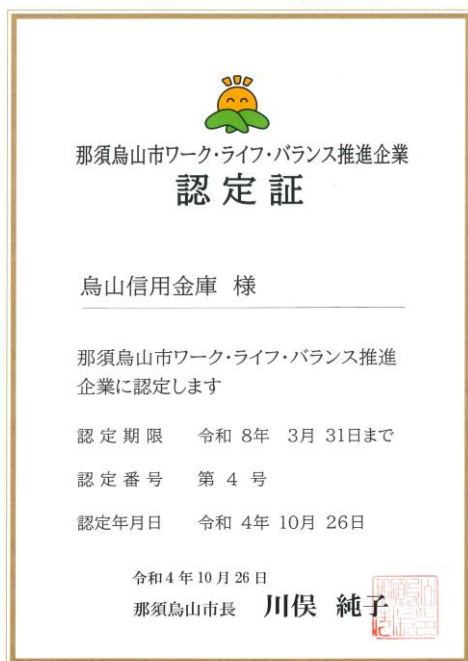 那須烏山市ワーク・ライフ・バランス推進企業
認定証
烏山信用金庫 様
那須烏山市ワーク・ライフ・バランス推進
企業に認定します
認定期限 令和 8年 3月 31日まで
認定番号 第 4 号
認定年月日 令和 4年 10月 26日
令和4年10月26日
那須烏山市長 川俣 純子